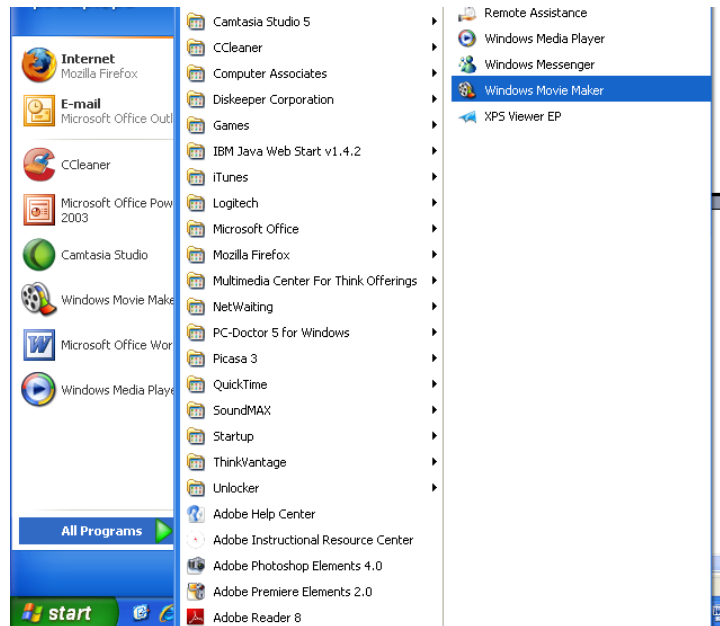 Internet
Mozilla Firefox
E-mail
Microsoft Office Outl
CCleaner
Microsoft Office Pow
2003
Camtasia Studio
Windows Movie Make
Microsoft Office Wor
Windows Media Playe
All Programs
start
Camtasia Studio 5
CCleaner
Computer Associates
Diskeeper Corporation
Games
IBM Java Web Start v1.4.2
iTunes
Logitech
Microsoft Office
Mozilla Firefox
Multimedia Center For Think Offerings
NetWaiting
PC-Doctor 5 for Windows
Picasa 3
QuickTime
SoundMAX
Startup
ThinkVantage
Unlocker
Adobe Help Center
Adobe Instructional Resource Center
Adobe Photoshop Elements 4.0
Adobe Premiere Elements 2.0
Adobe Reader 8
Remote Assistance
Windows Media Player
Windows Messenger
Windows Movie Maker
XPS Viewer EP